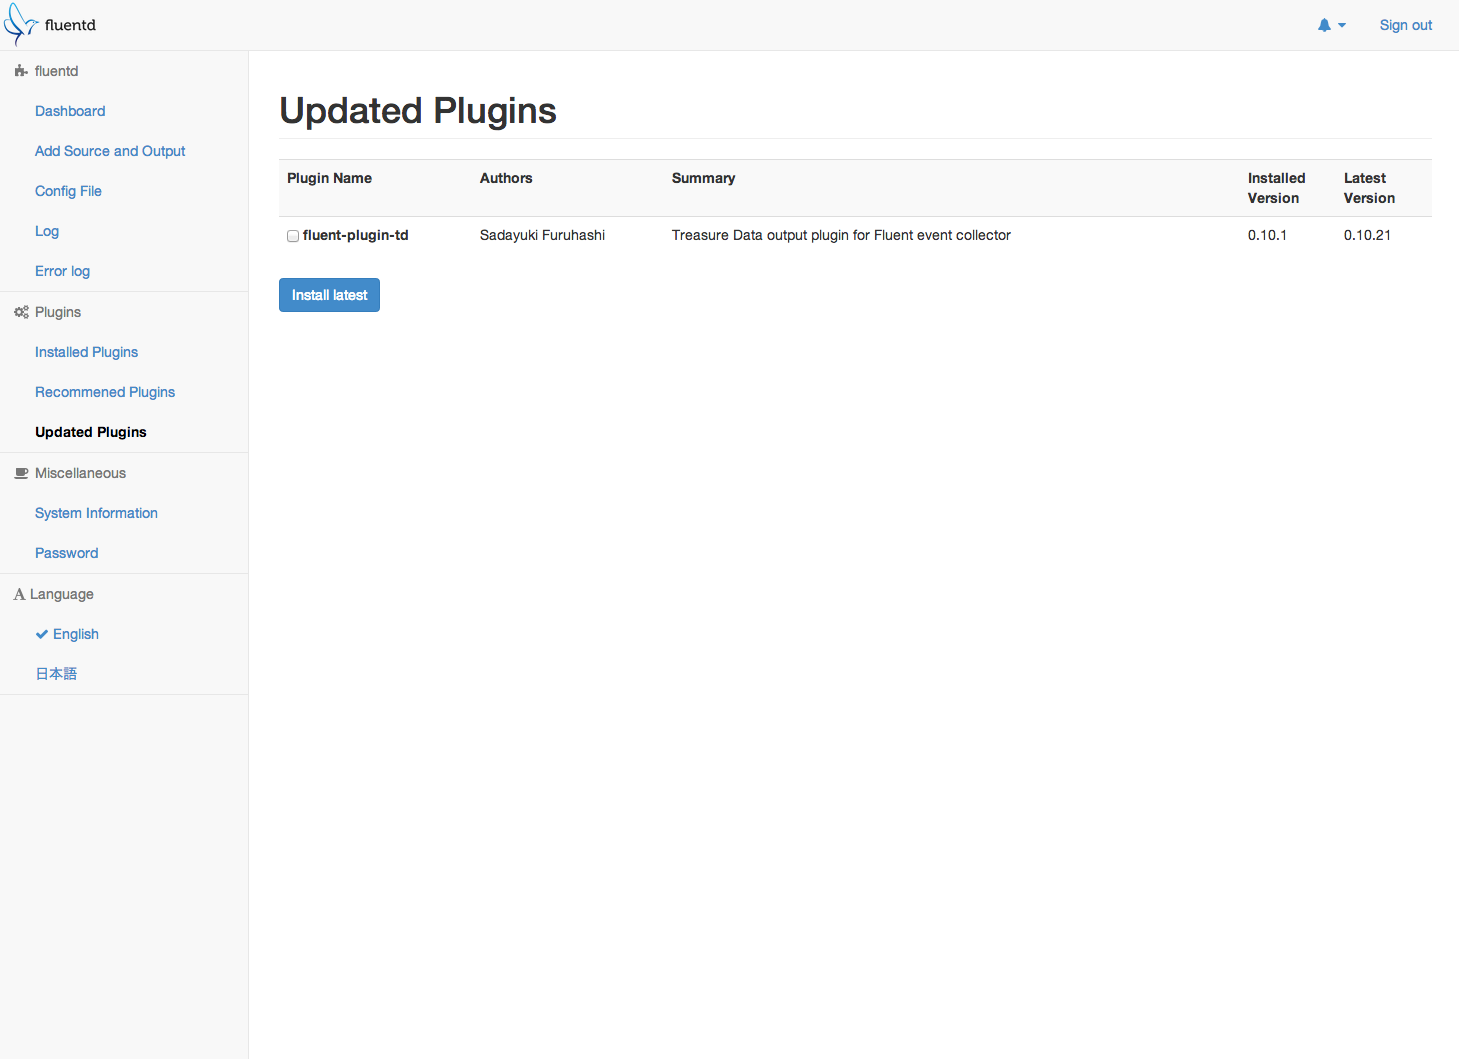 fluentd
Sign out
fluentd
Dashboard
Add Source and Output
Config File
Log
Error log
Plugins
Installed Plugins
Recommened Plugins
Updated Plugins
Miscellaneous
System Information
Password
Language
English
日本語
Updated Plugins
Plugin Name Authors Summary Installed Version Latest Version
fluent-plugin-td Sadayuki Furuhashi Treasure Data output plugin for Fluent event collector 0.10.1 0.10.21
Install latest